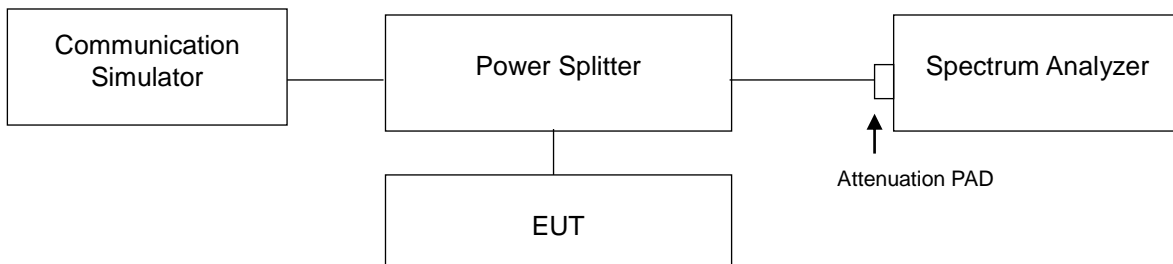 Communication
Simulator
Power Splitter
Spectrum Analyzer
Attenuation PAD
EUT